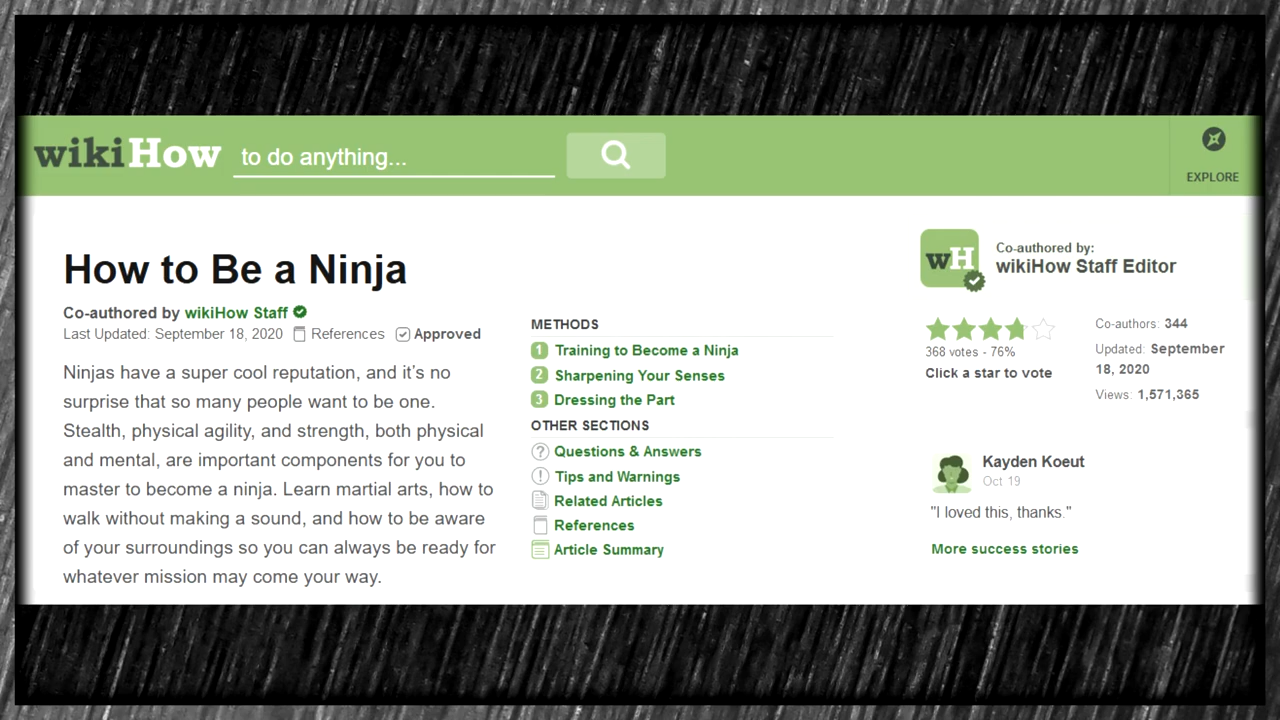 wikiHow to do anything...
EXPLORE
How to Be a Ninja
Co-authored by wikiHow Staff
Last Updated: September 18, 2020 References Approved
Ninjas have a super cool reputation, and it's no
surprise that so many people want to be one.
Stealth, physical agility, and strength, both physical
and mental, are important components for you to
master to become a ninja. Learn martial arts, how to
walk without making a sound, and how to be aware
of your surroundings so you can always be ready for
whatever mission may come your way.
METHODS
1 Training to Become a Ninja
2 Sharpening Your Senses
3 Dressing the Part
OTHER SECTIONS
? Questions & Answers
! Tips and Warnings
Related Articles
References
Article Summary
wH
Co-authored by:
wikiHow Staff Editor
368 votes - 76%
Click a star to vote
Co-authors: 344
Updated: September
18, 2020
Views: 1,571,365
Kayden Koeut
Oct 19
"I loved this, thanks."
More success stories